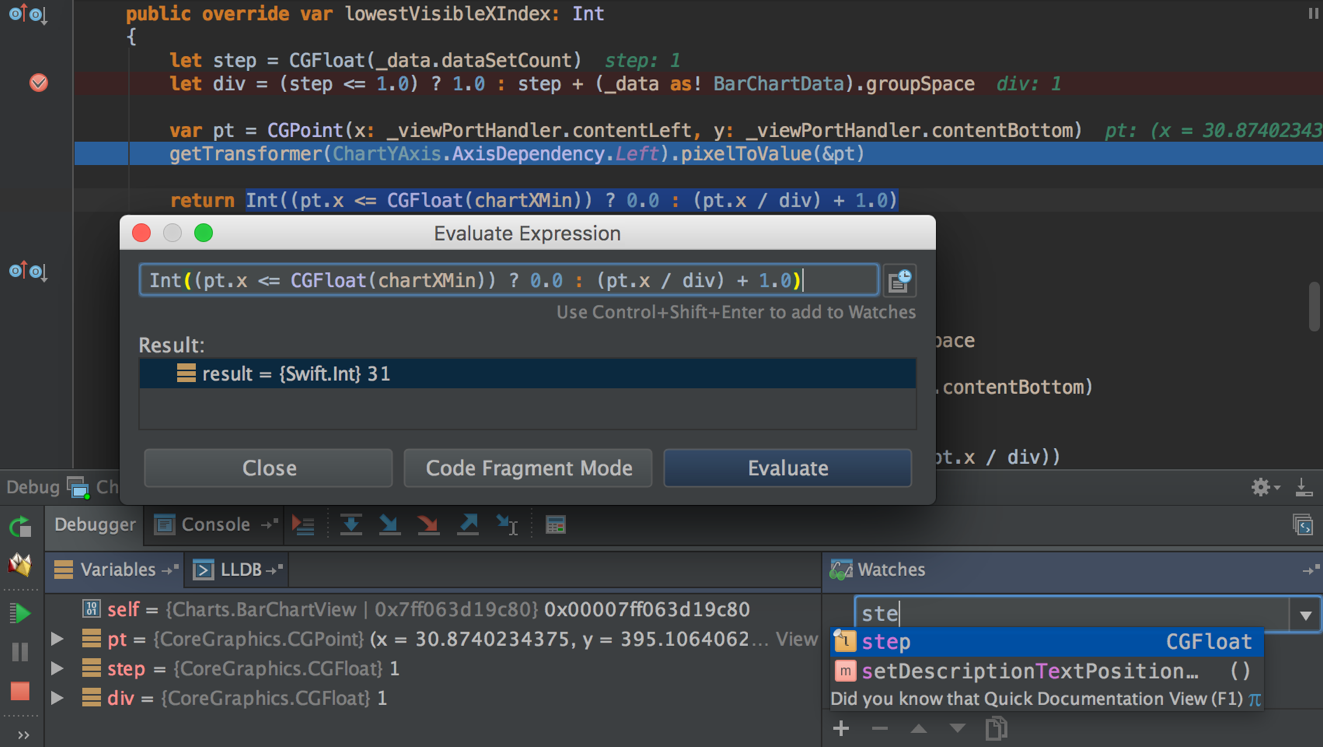 public override var lowestVisibleXIndex: Int
{
let step = CGFloat(_data.dataSetCount) step: 1
let div = (step <= 1.0) ? 1.0 : step + (_data as! BarChartData).groupSpace div: 1
var pt = CGPoint(x: _viewPortHandler.contentLeft, y: _viewPortHandler.contentBottom) pt: (x = 30.87402343
getTransformer(ChartYAxis.AxisDependency.Left).pixelToValue(&pt)
return Int((pt.x <= CGFloat(chartXMin)) ? 0.0 : (pt.x / div) + 1.0)
Evaluate Expression
Int((pt.x <= CGFloat(chartXMin)) ? 0.0 : (pt.x / div) + 1.0)
Use Control+Shift+Enter to add to Watches
Result:
pace
result = {Swift.Int} 31
.contentBottom)
pt.x / div))
Close Code Fragment Mode Evaluate
Debug Ch
Debugger Console
Variables LLDB Watches
self = {Charts.BarChartView | 0x7ff063d19c80} 0x00007ff063d19c80
ste
pt = {CoreGraphics.CGPoint} (x = 30.8740234375, y = 395.1064062... View
step CGFloat
step = {CoreGraphics.CGFloat} 1
m setDescriptionTextPosition... ()
div = {CoreGraphics.CGFloat} 1
Did you know that Quick Documentation View (F1) π